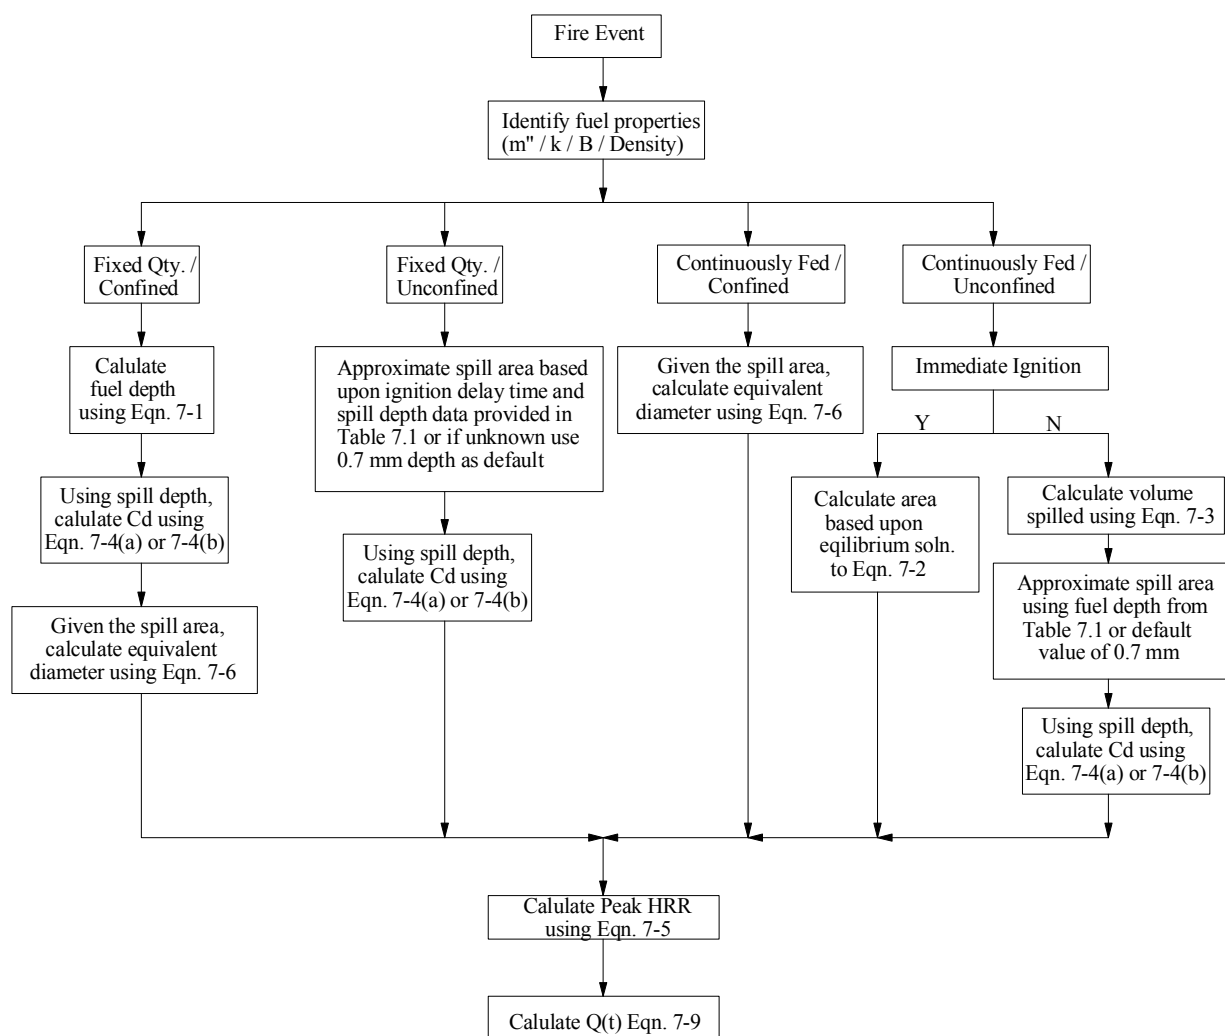 Fire Event
Identify fuel properties
(m" / k / B / Density)
Fixed Qty. /
Confined
Fixed Qty. /
Unconfined
Continuously Fed /
Confined
Continuously Fed /
Unconfined
Calulate
fuel depth
using Eqn. 7-1
Approximate spill area based
upon ignition delay time and
spill depth data provided in
Table 7.1 or if unknown use
0.7 mm depth as default
Given the spill area,
calculate equivalent
diameter using Eqn. 7-6
Immediate Ignition
Y
N
Using spill depth,
calulate Cd using
Eqn. 7-4(a) or 7-4(b)
Using spill depth,
calculate Cd using
Eqn. 7-4(a) or 7-4(b)
Calculate area
based upon
eqilibrium soln.
to Eqn. 7-2
Calculate volume
spilled using Eqn. 7-3
Approximate spill area
using fuel depth from
Table 7.1 or default
value of 0.7 mm
Given the spill area,
calculate equivalent
diameter using Eqn. 7-6
Using spill depth,
calulate Cd using
Eqn. 7-4(a) or 7-4(b)
Calulate Peak HRR
using Eqn. 7-5
Calulate Q(t) Eqn. 7-9